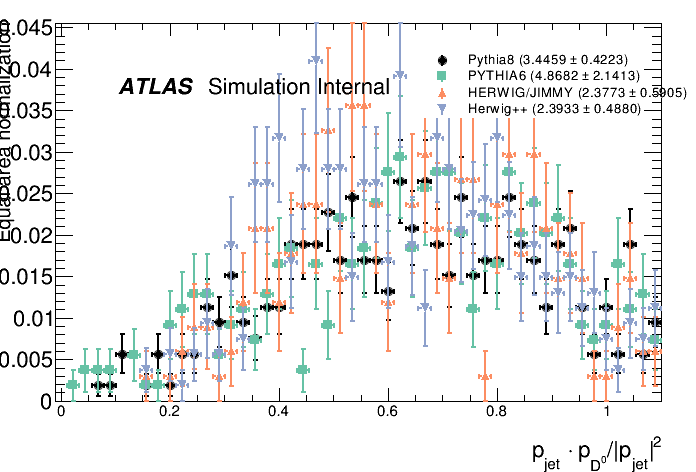 0.045
0.04
0.035
0.03
0.025
0.02
0.015
0.01
0.005
0
Equal area normalization
ATLAS Simulation Internal
Pythia8 (3.4459 ± 0.4223)
PYTHIA6 (4.8682 ± 2.1413)
HERWIG/JIMMY (2.3773 ± 0.5905)
Herwig++ (2.3933 ± 0.4880)
0 0.2 0.4 0.6 0.8 1
p_jet · p_D⁰/|p_jet|²